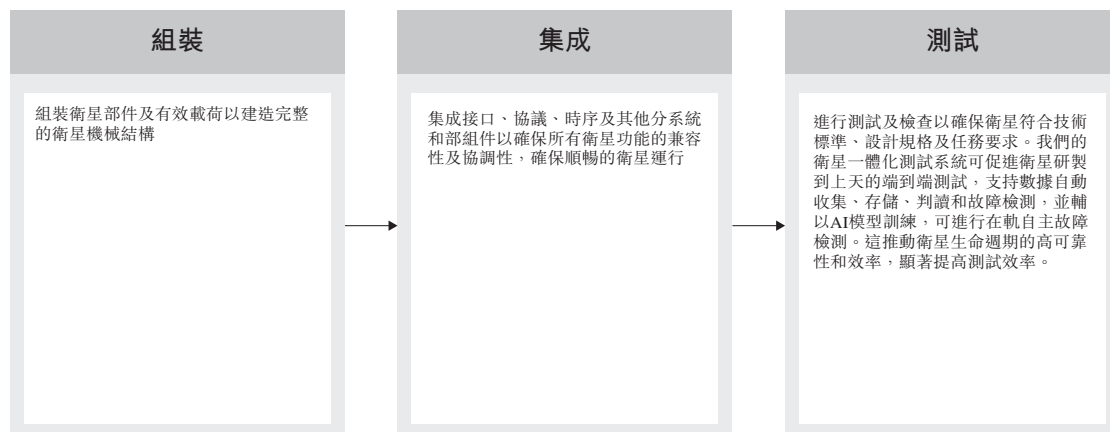 組裝
組裝衛星部件及有效載荷以建造完整
的衛星機械結構
集成
集成接口、協議、時序及其他分系統
和部組件以確保所有衛星功能的兼容
性及協調性，確保順暢的衛星運行
測試
進行測試及檢查以確保衛星符合技術
標準、設計規格及任務要求。我們的
衛星一體化測試系統可促進衛星研製
到上天的端到端測試，支持數據自動
收集、存儲、判讀和故障檢測，並輔
以AI模型訓練，可進行在軌自主故障
檢測。這推動衛星生命週期的高可靠
性和效率，顯著提高測試效率。